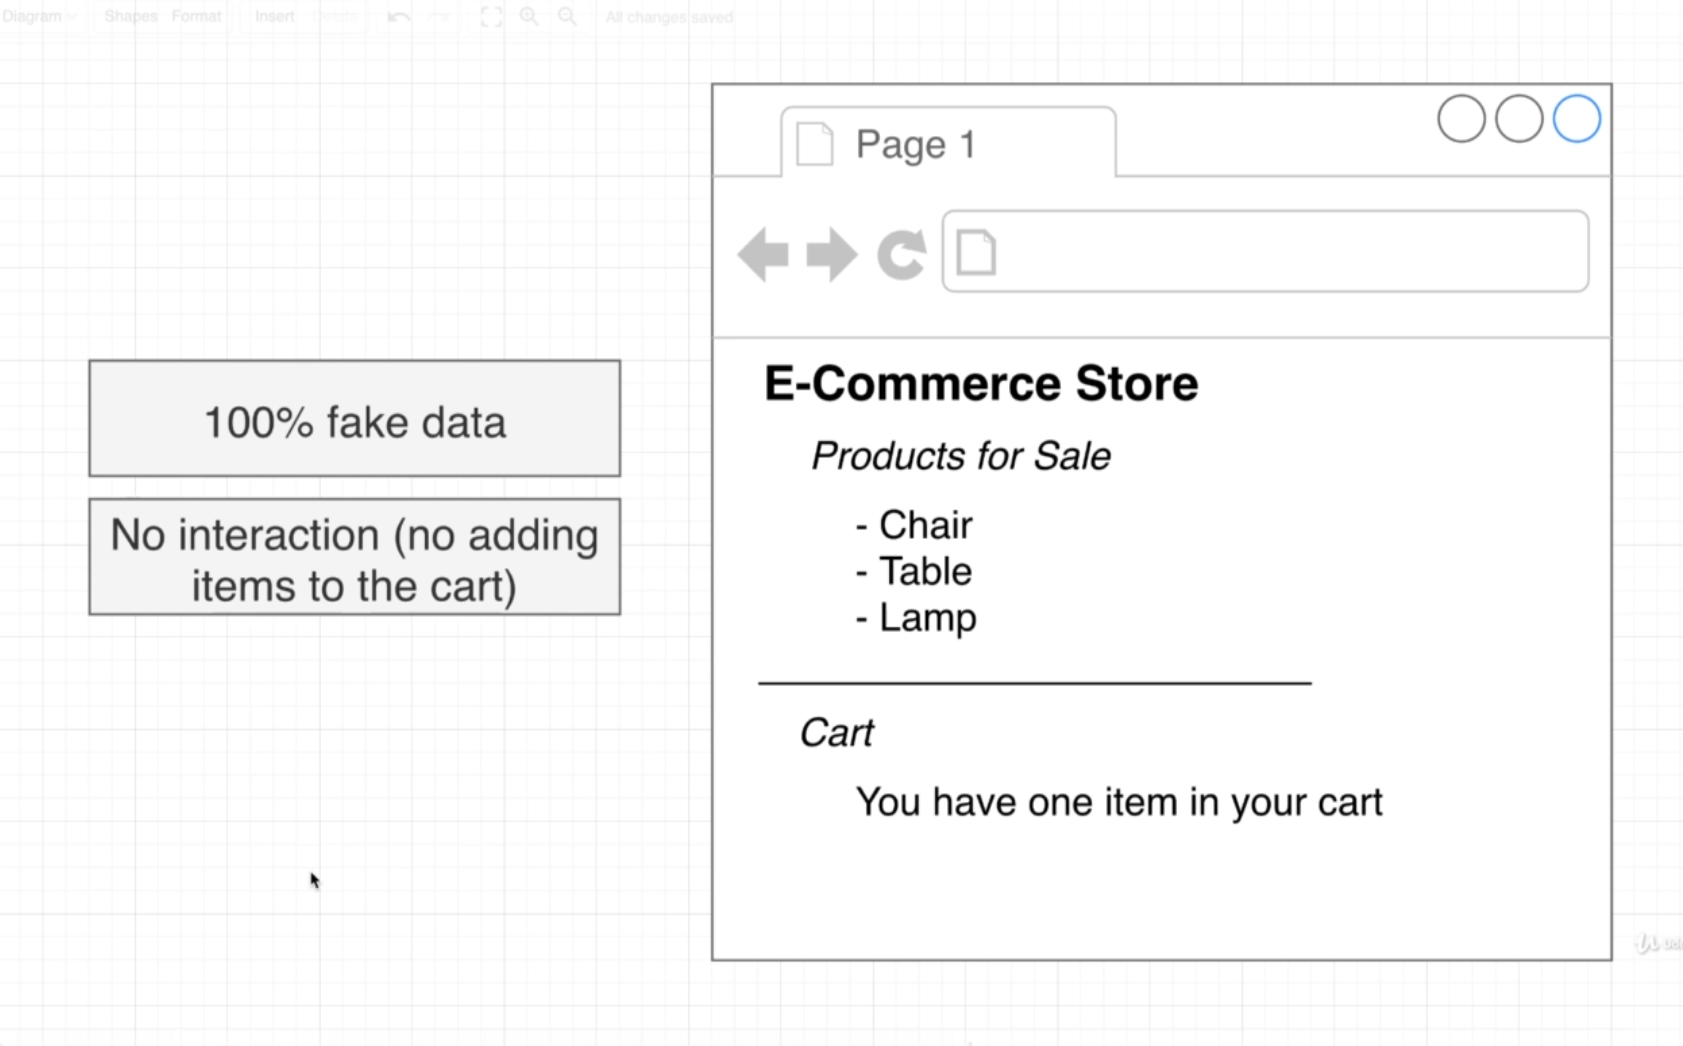 Diagram
Shapes
Format
Insert
Details
All changes saved
Page 1
100% fake data
No interaction (no adding
items to the cart)
E-Commerce Store
Products for Sale
- Chair
- Table
- Lamp
Cart
You have one item in your cart